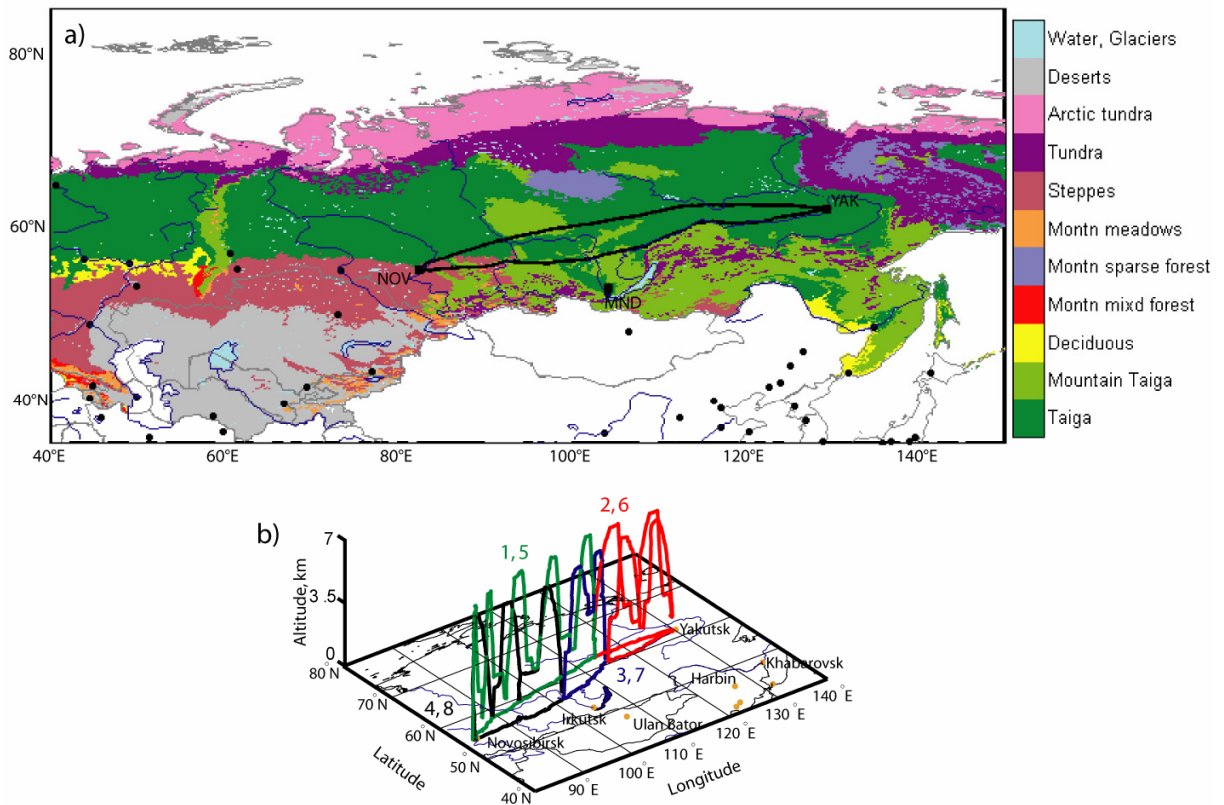 a)
80°N
60°N
40°N
40°E
60°E
80°E
100°E
120°E
140°E
NOV
MND
YAK
Water, Glaciers
Deserts
Arctic tundra
Tundra
Steppes
Montn meadows
Montn sparse forest
Montn mixd forest
Deciduous
Mountain Taiga
Taiga
b)
Altitude, km
7
3.5
0
80°N
70°N
60°N
50°N
40°N
Latitude
90°E
100°E
110°E
120°E
130°E
140°E
Longitude
1,5
2,6
3,7
4,8
Novosibirsk
Irkutsk
Ulan Bator
Harbin
Khabarovsk
Yakutsk